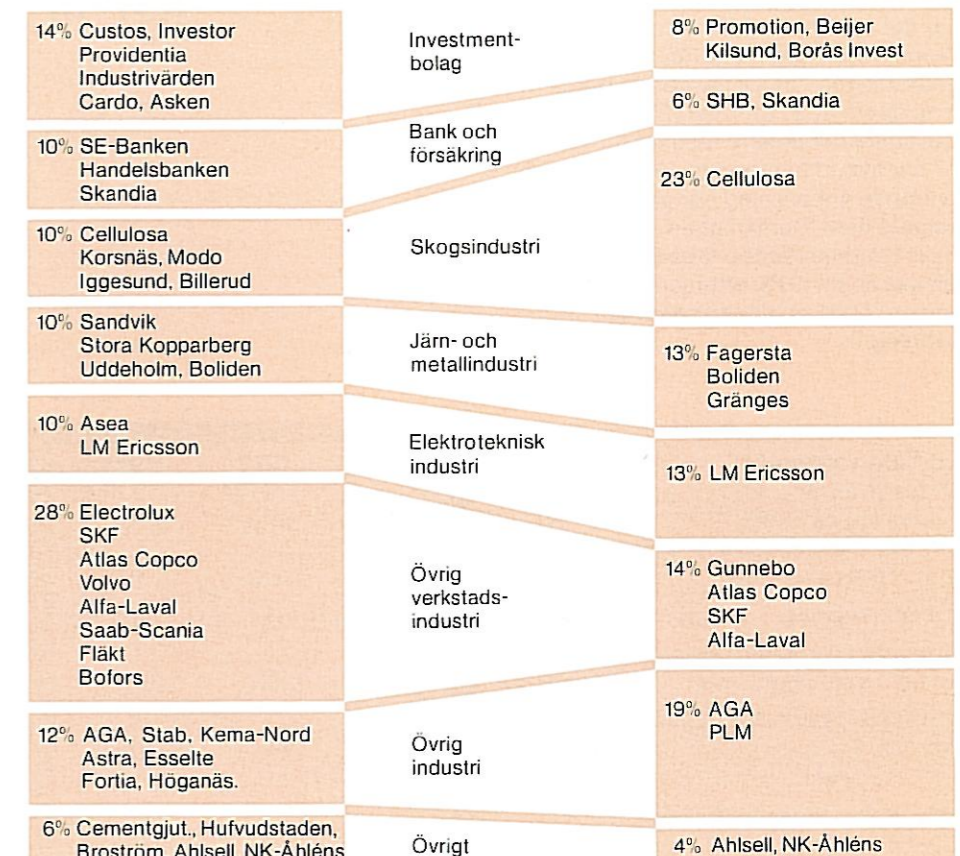 14% Custos, Investor
Providentia
Industrivärden
Cardo, Asken
Investment-
bolag
8% Promotion, Beijer
Kilsund, Borås Invest
10% SE-Banken
Handelsbanken
Skandia
Bank och
försäkring
6% SHB, Skandia
10% Cellulosa
Korsnäs, Modo
Iggesund, Billerud
Skogsindustri
23% Cellulosa
10% Sandvik
Stora Kopparberg
Uddeholm, Boliden
Järn- och
metallindustri
13% Fagersta
Boliden
Gränges
10% Asea
LM Ericsson
Elektroteknisk
industri
13% LM Ericsson
28% Electrolux
SKF
Atlas Copco
Volvo
Alfa-Laval
Saab-Scania
Fläkt
Bofors
Övrig
verkstads-
industri
14% Gunnebo
Atlas Copco
SKF
Alfa-Laval
12% AGA, Stab, Kema-Nord
Astra, Esselte
Fortia, Höganäs.
Övrig
industri
19% AGA
PLM
6% Cementgjut., Hufvudstaden,
Broström, Ahlsell, NK-Åhléns
Övrigt
4% Ahlsell, NK-Åhléns